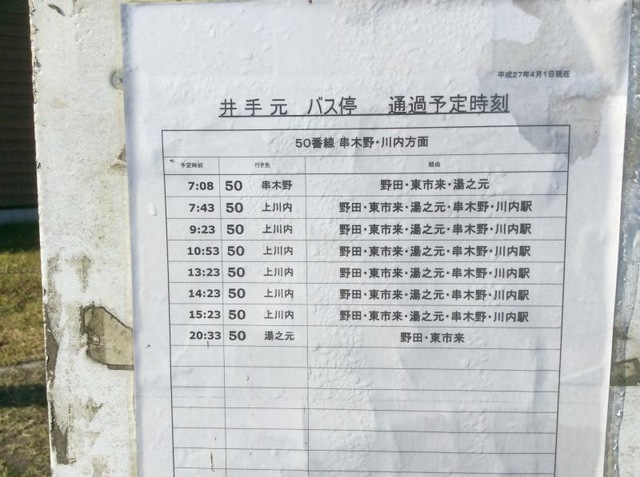 平成27年4月1日現在
井手元 バス停 通過予定時刻
50番線 串木野・川内方面
予定時刻 行き先 経由
7:08 50 串木野 野田・東市来・湯之元
7:43 50 上川内 野田・東市来・湯之元・串木野・川内駅
9:23 50 上川内 野田・東市来・湯之元・串木野・川内駅
10:53 50 上川内 野田・東市来・湯之元・串木野・川内駅
13:23 50 上川内 野田・東市来・湯之元・串木野・川内駅
14:23 50 上川内 野田・東市来・湯之元・串木野・川内駅
15:23 50 上川内 野田・東市来・湯之元・串木野・川内駅
20:33 50 湯之元 野田・東市来